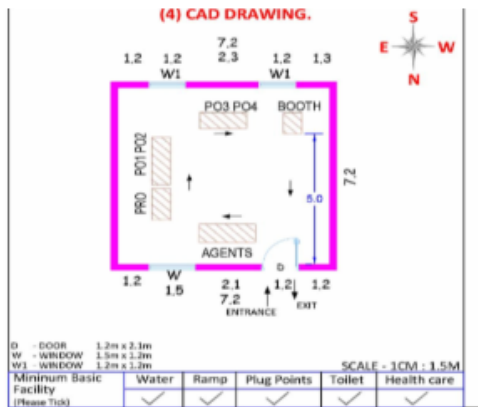 (4) CAD DRAWING.
S
E W
N
7,2
1,2 1,2 2,3 1,2 1,3
W1 W1
PO3 PO4 BOOTH
PO1 PO2
PRO
7,2
5.0
AGENTS
D
1,2 W 2,1 1,2 1,2
1,5 7,2
ENTRANCE EXIT
D - DOOR 1.2m x 2.1m
W - WINDOW 1.5m x 1.2m
W1 - WINDOW 1.2m x 1.2m
SCALE - 1CM : 1.5M
Mininum Basic Facility (Please Tick) Water Ramp Plug Points Toilet Health care